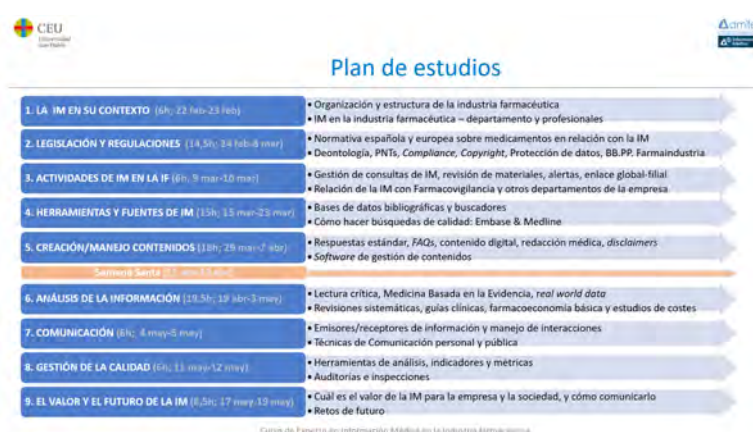 CEU
Universidad
San Pablo
amife
Plan de estudios
1. LA IM EN SU CONTEXTO (6h; 22 feb-23 feb)
• Organización y estructura de la industria farmacéutica
• IM en la industria farmacéutica – departamento y profesionales
2. LEGISLACIÓN Y REGULACIONES (14,5h; 24 feb-8 mar)
• Normativa española y europea sobre medicamentos en relación con la IM
• Deontología, PNTs, Compliance, Copyright, Protección de datos, BB.PP. Farmaindustria
3. ACTIVIDADES DE IM EN LA IF (6h; 9 mar-10 mar)
• Gestión de consultas de IM, revisión de materiales, alertas, enlace global-filial
• Relación de la IM con Farmacovigilancia y otros departamentos de la empresa
4. HERRAMIENTAS Y FUENTES DE IM (15h; 15 mar-23 mar)
• Bases de datos bibliográficas y buscadores
• Cómo hacer búsquedas de calidad: Embase & Medline
5. CREACIÓN/MANEJO CONTENIDOS (18h; 29 mar-7 abr)
• Respuestas estándar, FAQs, contenido digital, redacción médica, disclaimers
• Software de gestión de contenidos
Semana Santa
6. ANÁLISIS DE LA INFORMACIÓN (19,5h; 19 abr-3 may)
• Lectura crítica, Medicina Basada en la Evidencia, real world data
• Revisiones sistemáticas, guías clínicas, farmacoeconomía básica y estudios de costes
7. COMUNICACIÓN (6h; 4 may-5 may)
• Emisores/receptores de información y manejo de interacciones
• Técnicas de Comunicación personal y pública
8. GESTIÓN DE LA CALIDAD (6h; 11 may-12 may)
• Herramientas de análisis, indicadores y métricas
• Auditorías e inspecciones
9. EL VALOR Y EL FUTURO DE LA IM (8,5h; 17 may-19 may)
• Cuál es el valor de la IM para la empresa y la sociedad, y cómo comunicarlo
• Retos de futuro
Curso de Experto en Información Médica en la Industria Farmacéutica